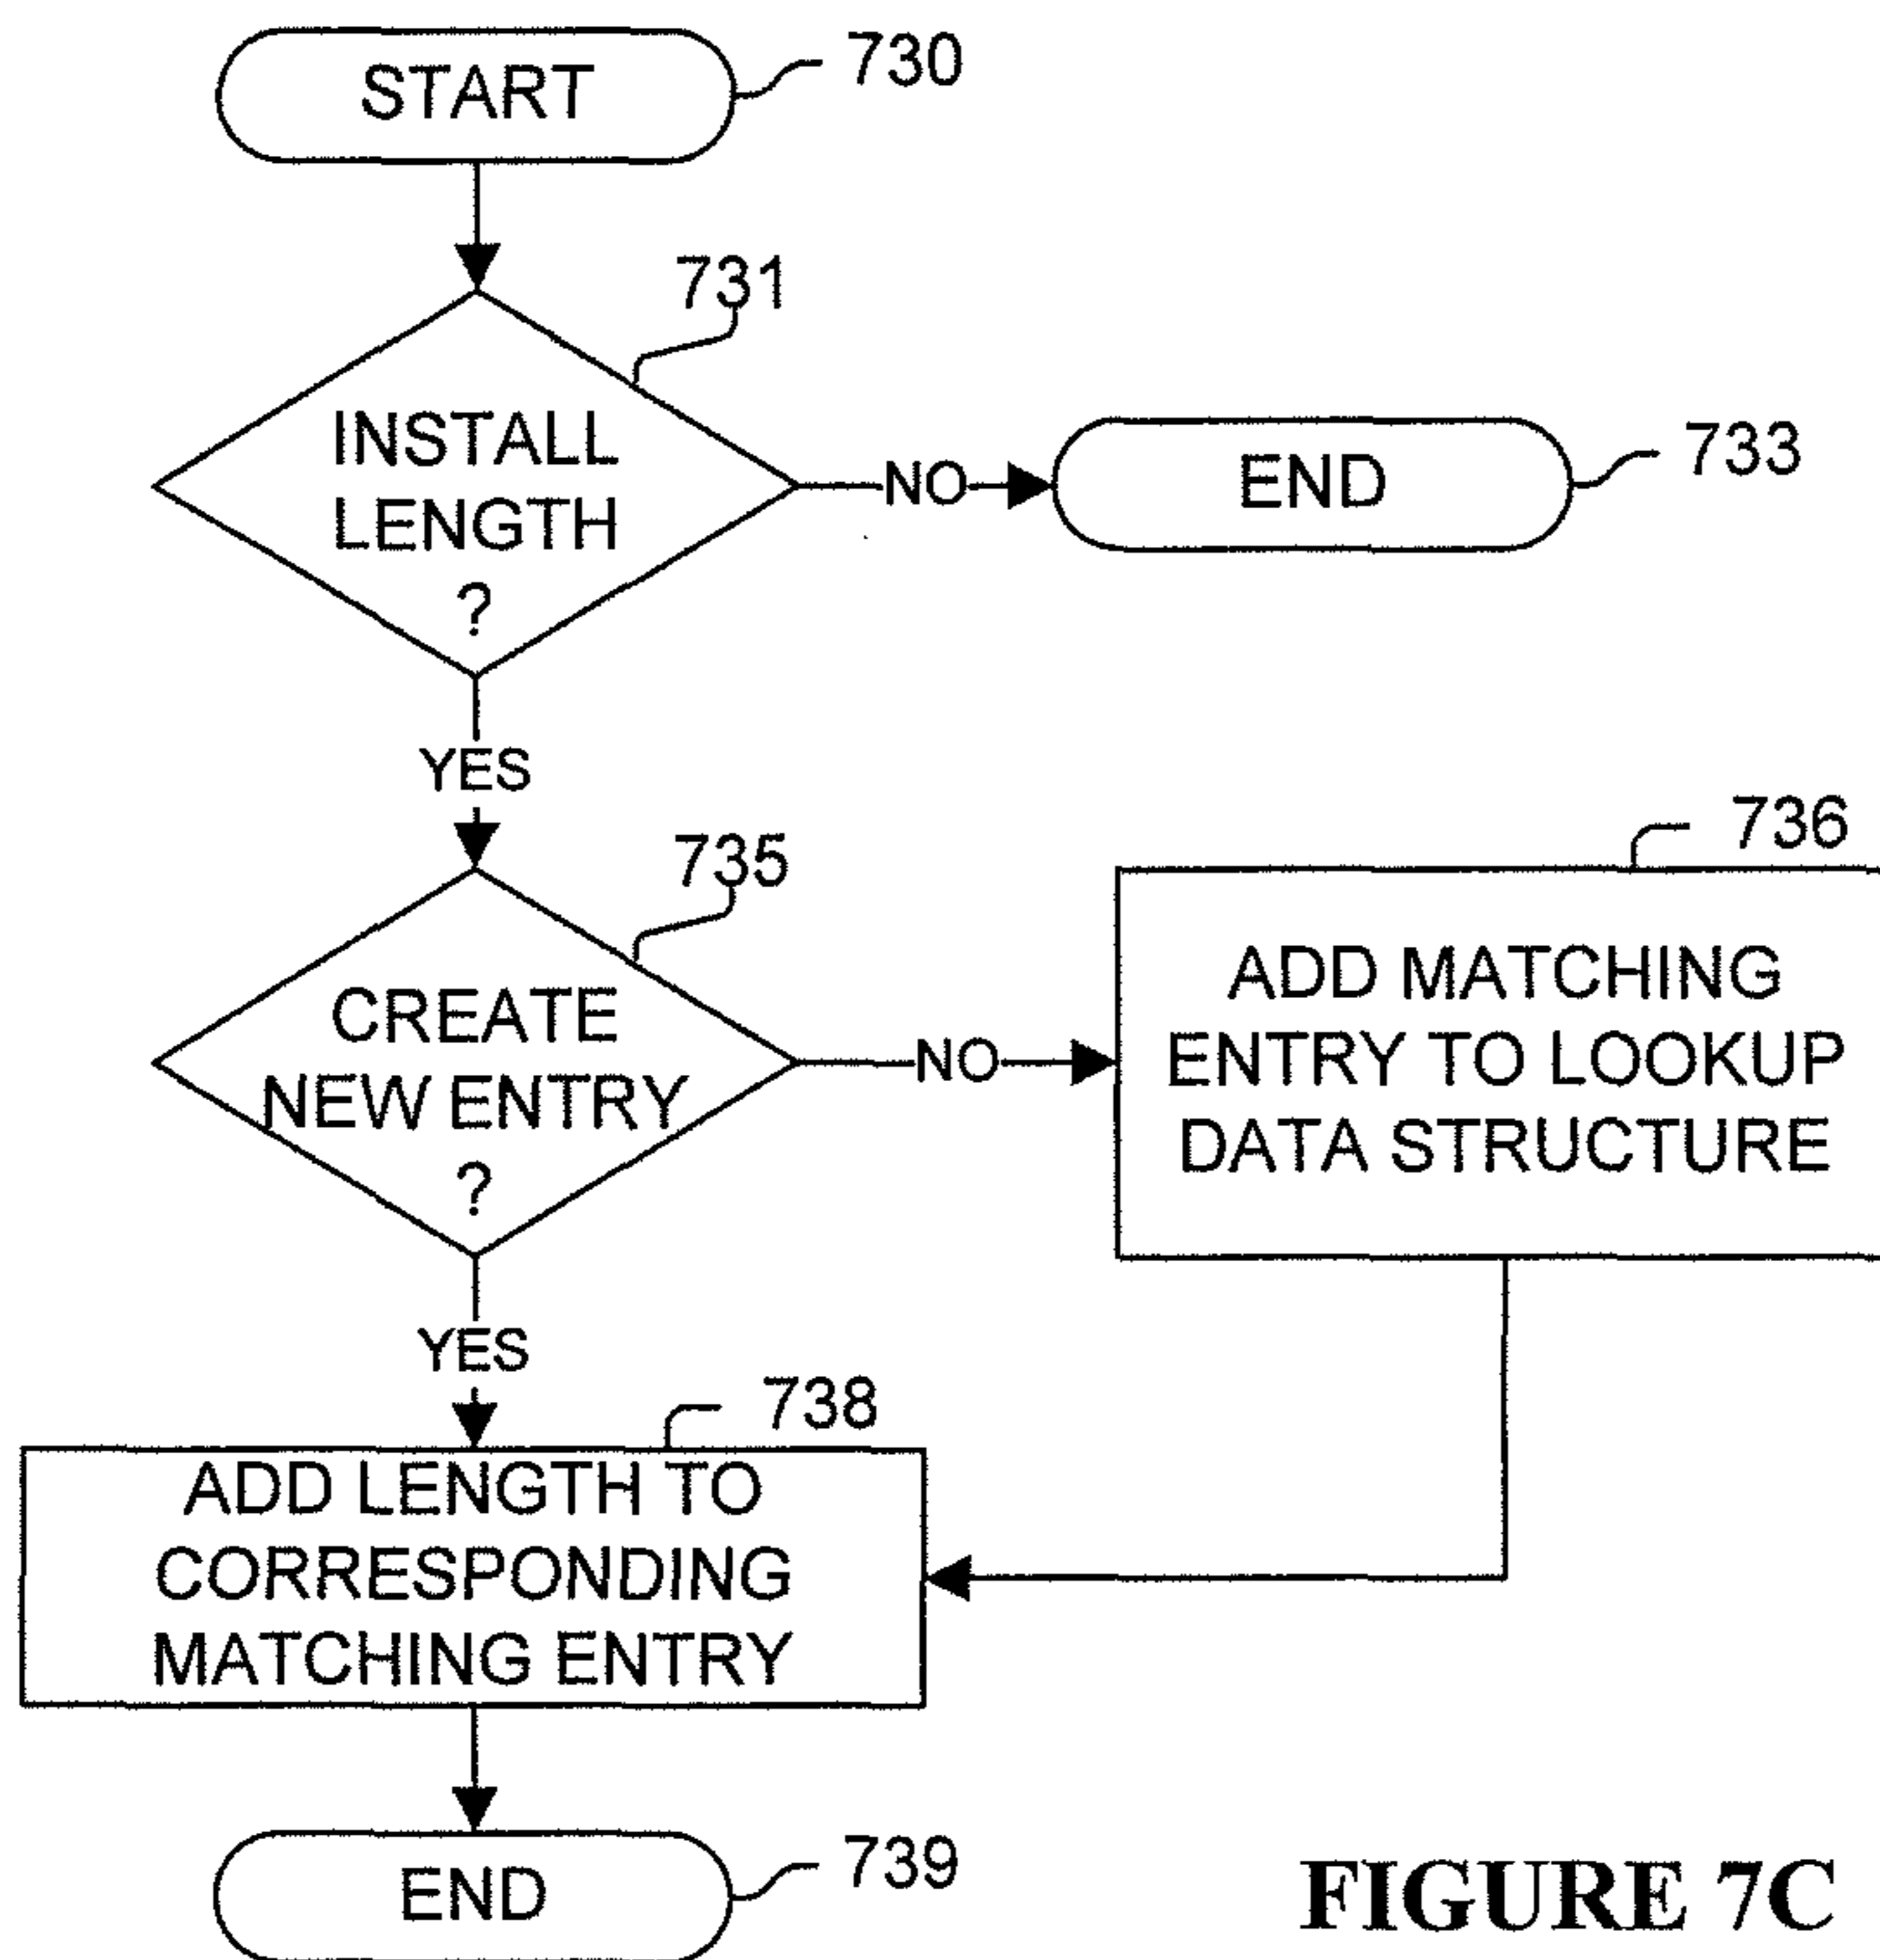 START
730
731
INSTALL
LENGTH
?
NO
END
733
YES
735
CREATE
NEW ENTRY
?
NO
736
ADD MATCHING
ENTRY TO LOOKUP
DATA STRUCTURE
YES
738
ADD LENGTH TO
CORRESPONDING
MATCHING ENTRY
END
739
FIGURE 7C